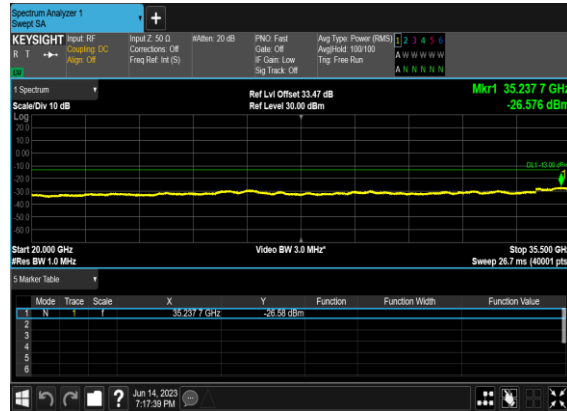 Spectrum Analyzer 1
Swept SA
+
KEYSIGHT
R T
Input: RF
Coupling: DC
Align: Off
Input Z: 50 Ω
Corrections: Off
Freq Ref: Int (S)
#Atten: 20 dB
PNO: Fast
Gate: Off
IF Gain: Low
Sig Track: Off
Avg Type: Power (RMS)
Avg|Hold: 100/100
Trig: Free Run
1 2 3 4 5 6
A W W W W W
A N N N N N
1 Spectrum
Scale/Div 10 dB
Ref Lvl Offset 33.47 dB
Ref Level 30.00 dBm
Mkr1 35.237 7 GHz
-26.576 dBm
Log
20.0
10.0
0.00
-10.0
-20.0
-30.0
-40.0
-50.0
-60.0
DL1 -13.00 dBm
1
Start 20.000 GHz
#Res BW 1.0 MHz
Video BW 3.0 MHz*
Stop 35.500 GHz
Sweep 26.7 ms (40001 pts)
5 Marker Table
Mode Trace Scale X Y Function Function Width Function Value
1 N 1 f 35.237 7 GHz -26.58 dBm
2
3
4
5
6
?
Jun 14, 2023
7:17:39 PM